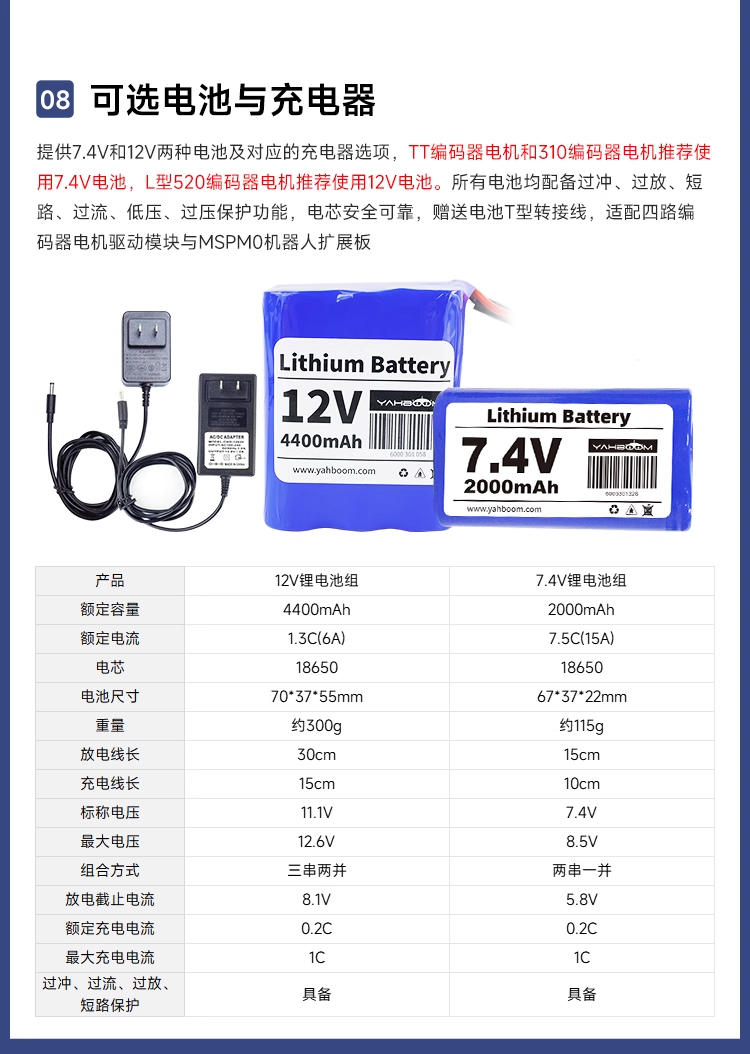 08 可选电池与充电器
提供7.4V和12V两种电池及对应的充电器选项，TT编码器电机和310编码器电机推荐使
用7.4V电池，L型520编码器电机推荐使用12V电池。所有电池均配备过冲、过放、短
路、过流、低压、过压保护功能，电芯安全可靠，赠送电池T型转接线，适配四路编
码器电机驱动模块与MSPM0机器人扩展板
AC/DC ADAPTER
Lithium Battery
12V
4400mAh
YAHBOOM
6000 301 058
www.yahboom.com
Lithium Battery
7.4V
2000mAh
YAHBOOM
6003301326
www.yahboom.com
产品 12V锂电池组 7.4V锂电池组
额定容量 4400mAh 2000mAh
额定电流 1.3C(6A) 7.5C(15A)
电芯 18650 18650
电池尺寸 70*37*55mm 67*37*22mm
重量 约300g 约115g
放电线长 30cm 15cm
充电线长 15cm 10cm
标称电压 11.1V 7.4V
最大电压 12.6V 8.5V
组合方式 三串两并 两串一并
放电截止电流 8.1V 5.8V
额定充电电流 0.2C 0.2C
最大充电电流 1C 1C
过冲、过流、过放、
短路保护 具备 具备